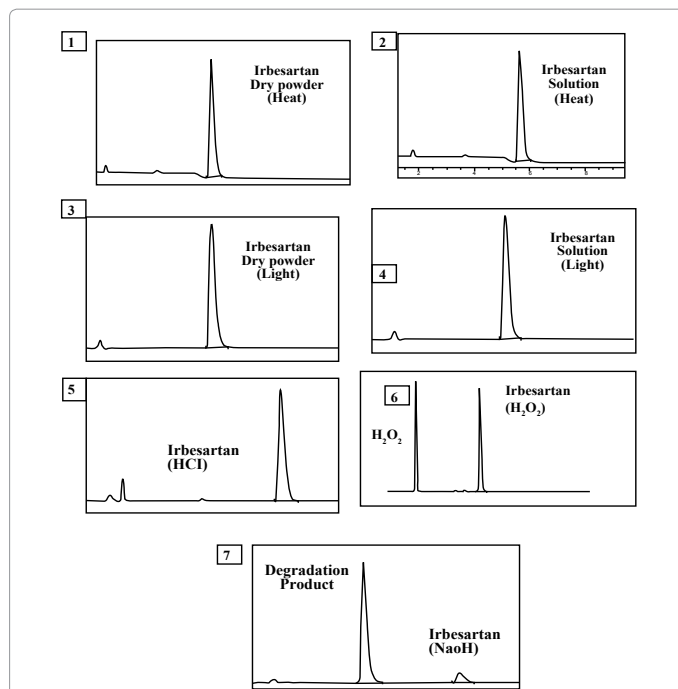 1
Irbesartan
Dry powder
(Heat)
2
Irbesartan
Solution
(Heat)
2
4
6
8
3
Irbesartan
Dry powder
(Light)
4
Irbesartan
Solution
(Light)
5
Irbesartan
(HCI)
6
H₂O₂
Irbesartan
(H₂O₂)
7
Degradation
Product
Irbesartan
(NaoH)